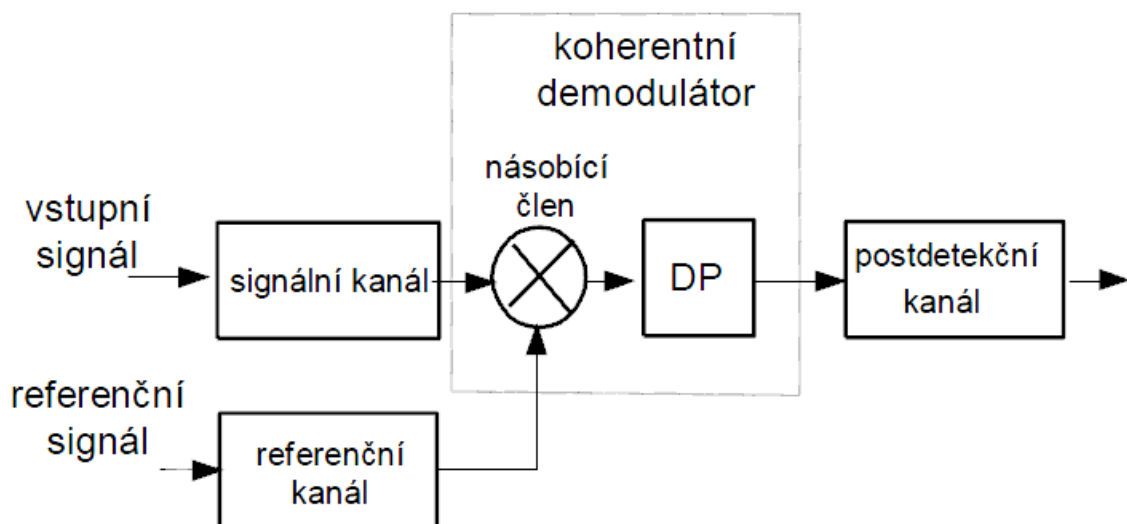 koherentní
demodulátor
násobící
člen
vstupní
signál
signální kanál
DP
postdetekční
kanál
referenční
signál
referenční
kanál